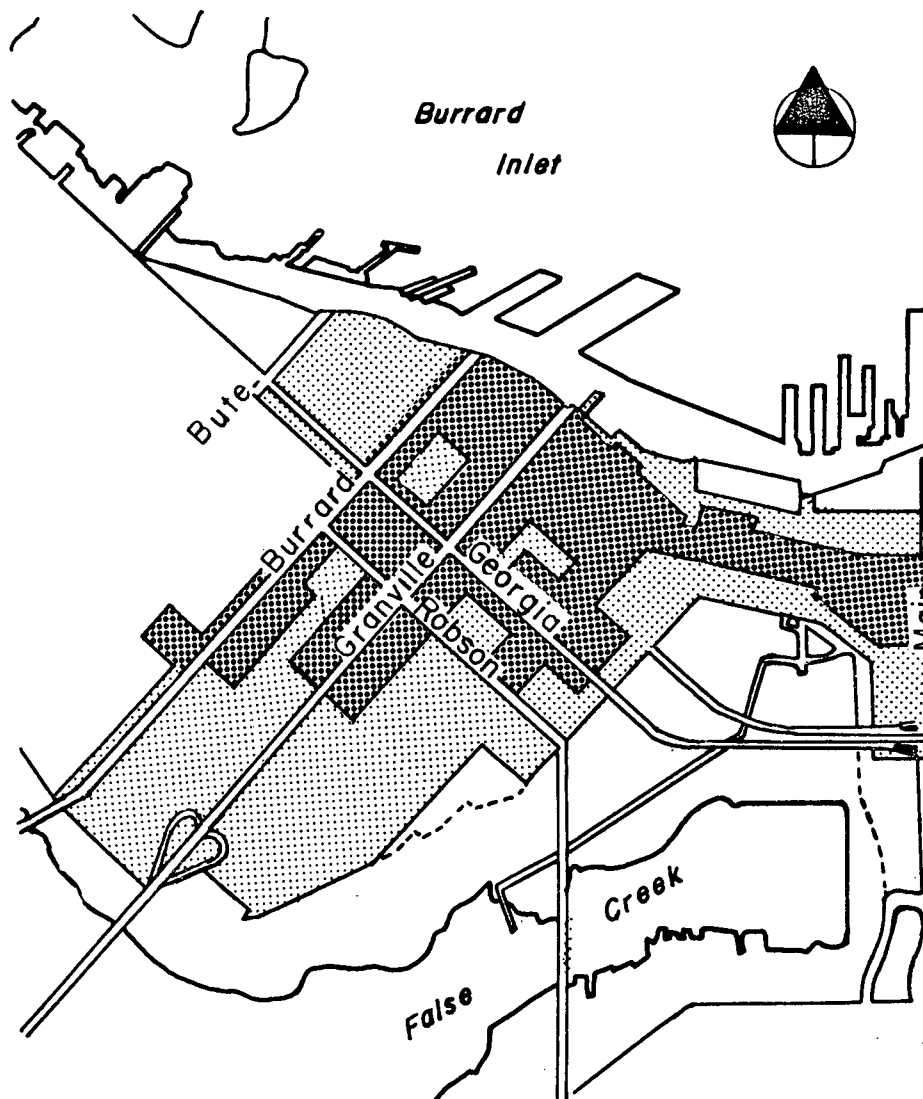 Burrard
Inlet
Bute
Burrard
Granville
Georgia
Robson
Creek
False